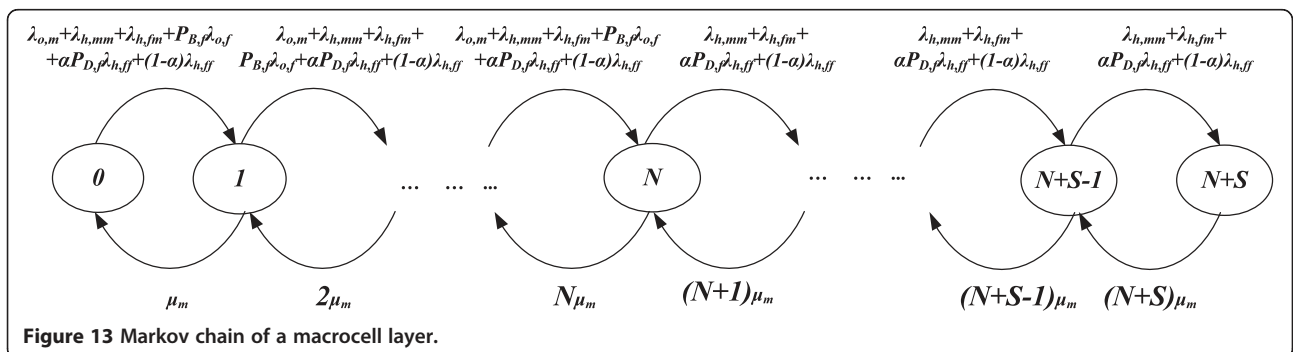 λo,m+λh,mm+λh,fm+PB,fλo,f
+αPD,fλh,ff+(1-α)λh,ff
λo,m+λh,mm+λh,fm+
PB,fλo,f+αPD,fλh,ff+(1-α)λh,ff
λo,m+λh,mm+λh,fm+PB,fλo,f
+αPD,fλh,ff+(1-α)λh,ff
λh,mm+λh,fm+
αPD,fλh,ff+(1-α)λh,ff
λh,mm+λh,fm+
αPD,fλh,ff+(1-α)λh,ff
λh,mm+λh,fm+
αPD,fλh,ff+(1-α)λh,ff
0
1
... ... ...
N
... ... ...
N+S-1
N+S
μm
2μm
Nμm
(N+1)μm
(N+S-1)μm
(N+S)μm
Figure 13 Markov chain of a macrocell layer.